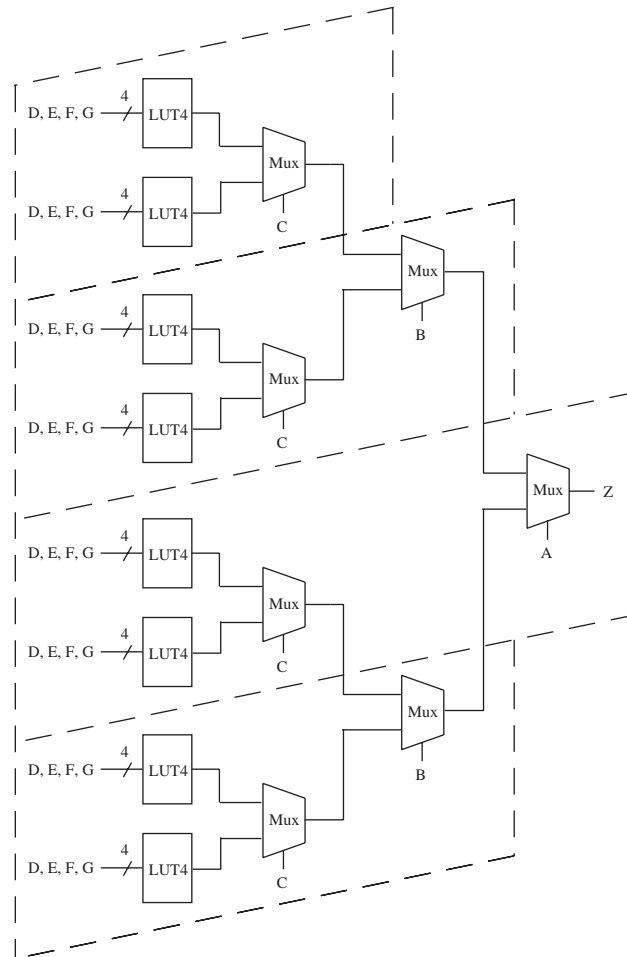 4
D, E, F, G LUT4
Mux
4
D, E, F, G LUT4
C
Mux
4
D, E, F, G LUT4
B
Mux
4
D, E, F, G LUT4
C
Mux Z
A
4
D, E, F, G LUT4
Mux
4
D, E, F, G LUT4
C
Mux
4
D, E, F, G LUT4
B
Mux
4
D, E, F, G LUT4
C